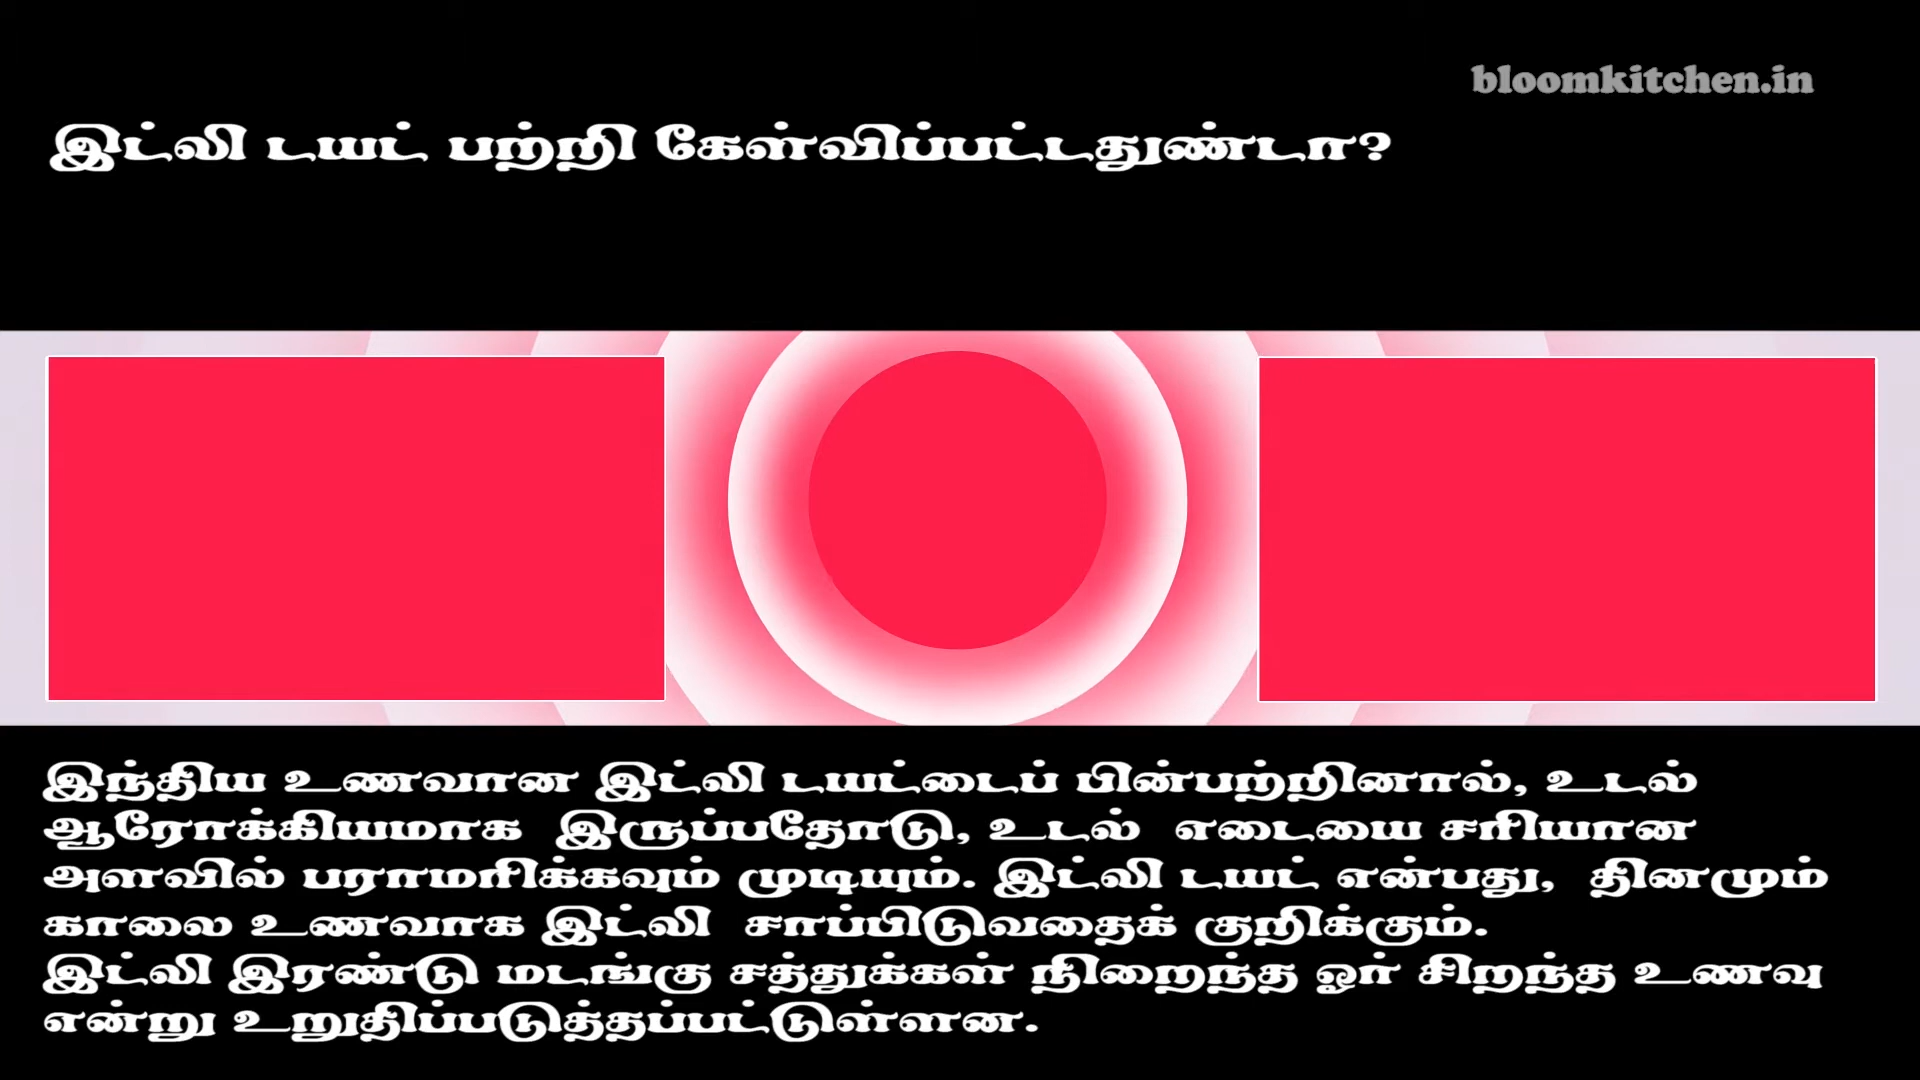 bloomkitchen.in
இட்லி டயட் பற்றி கேள்விப்பட்டதுண்டா?
இந்திய உணவான இட்லி டயட்டைப் பின்பற்றினால், உடல்
ஆரோக்கியமாக இருப்பதோடு, உடல் எடையை சரியான
அளவில் பராமரிக்கவும் முடியும். இட்லி டயட் என்பது, தினமும்
காலை உணவாக இட்லி சாப்பிடுவதைக் குறிக்கும்.
இட்லி இரண்டு மடங்கு சத்துக்கள் நிறைந்த ஓர் சிறந்த உணவு
என்று உறுதிப்படுத்தப்பட்டுள்ளன.